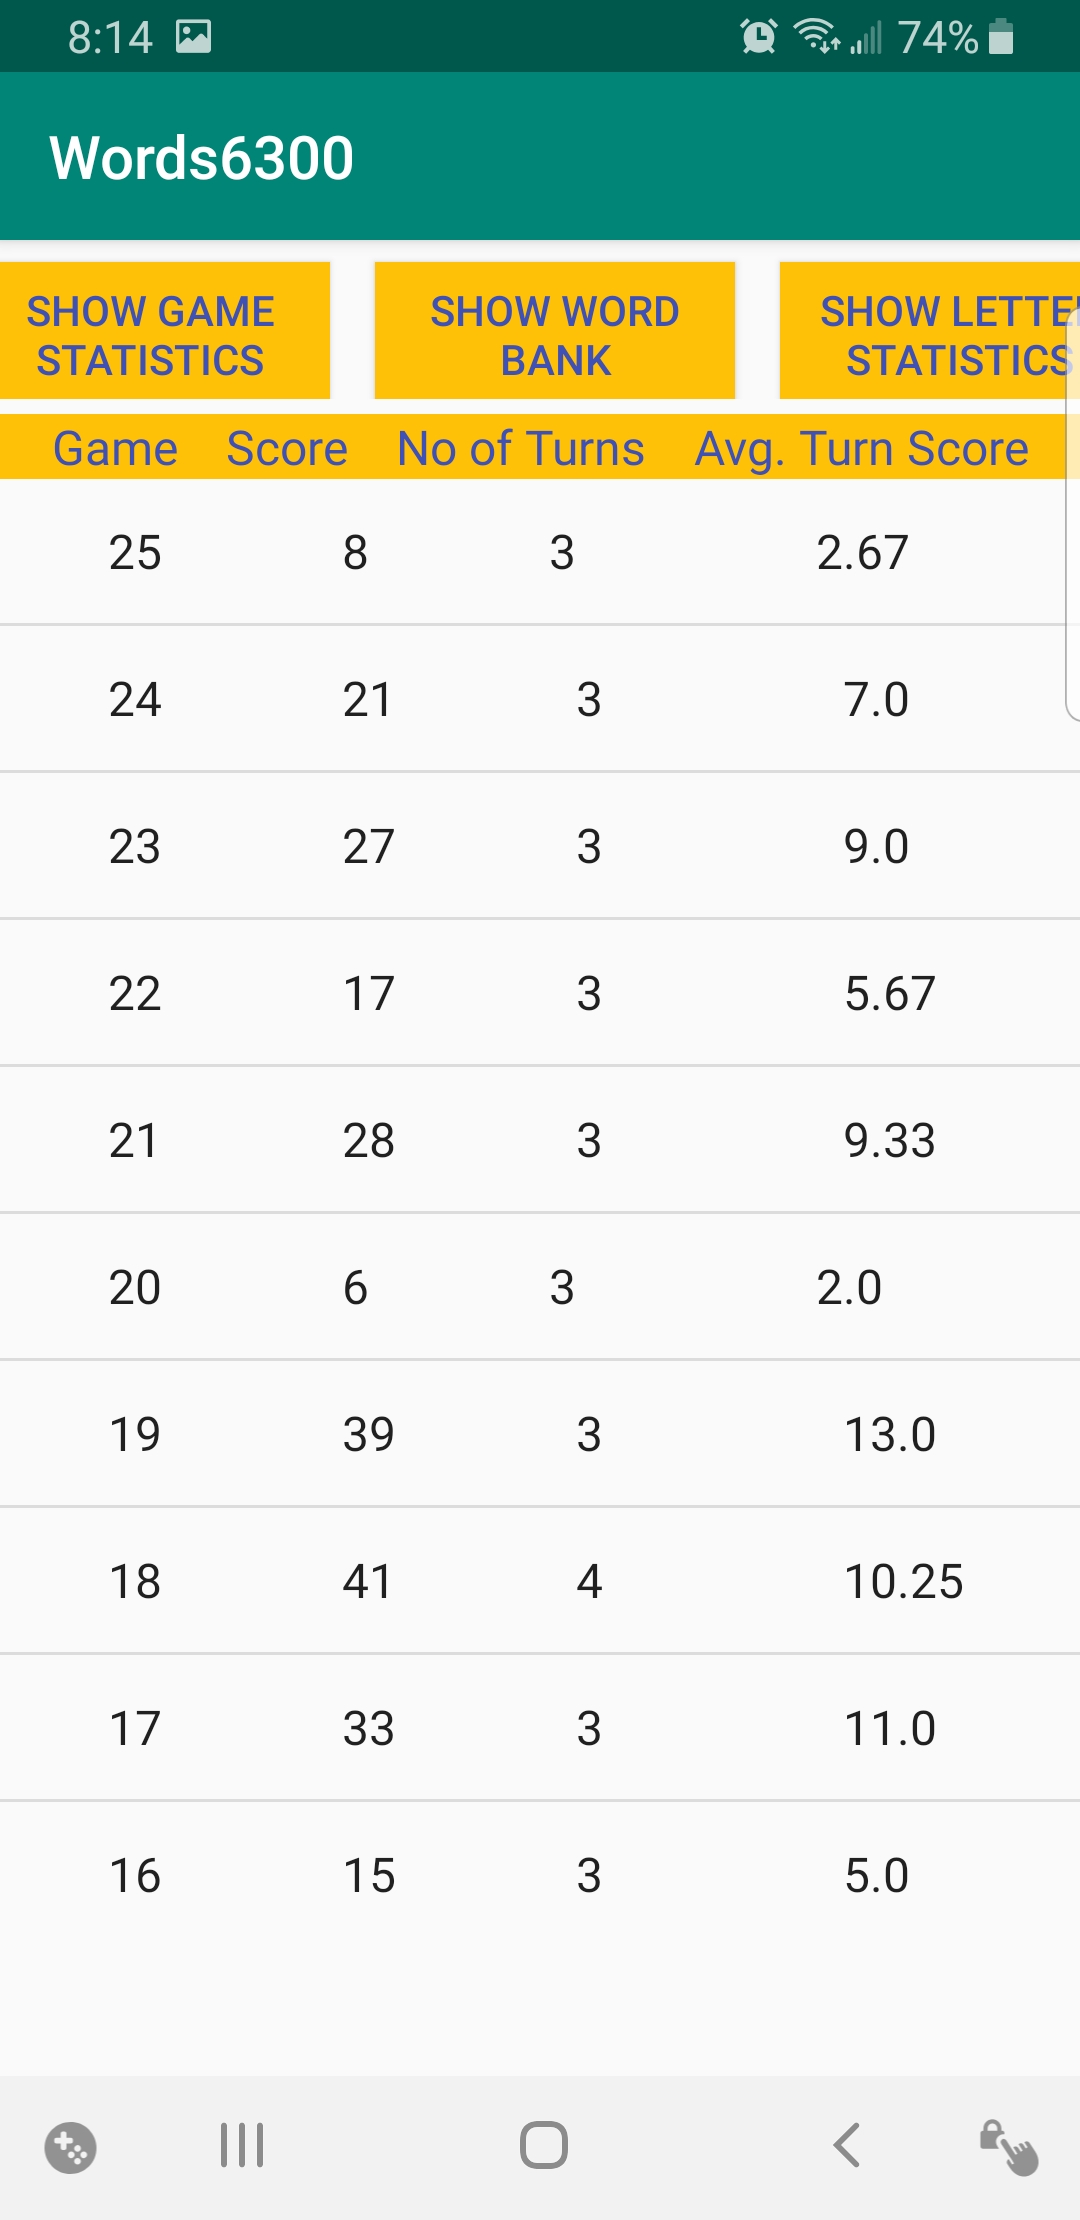 8:14 74%
Words6300
SHOW GAME STATISTICS
SHOW WORD BANK
SHOW LETTE STATISTICS
Game Score No of Turns Avg. Turn Score
25 8 3 2.67
24 21 3 7.0
23 27 3 9.0
22 17 3 5.67
21 28 3 9.33
20 6 3 2.0
19 39 3 13.0
18 41 4 10.25
17 33 3 11.0
16 15 3 5.0